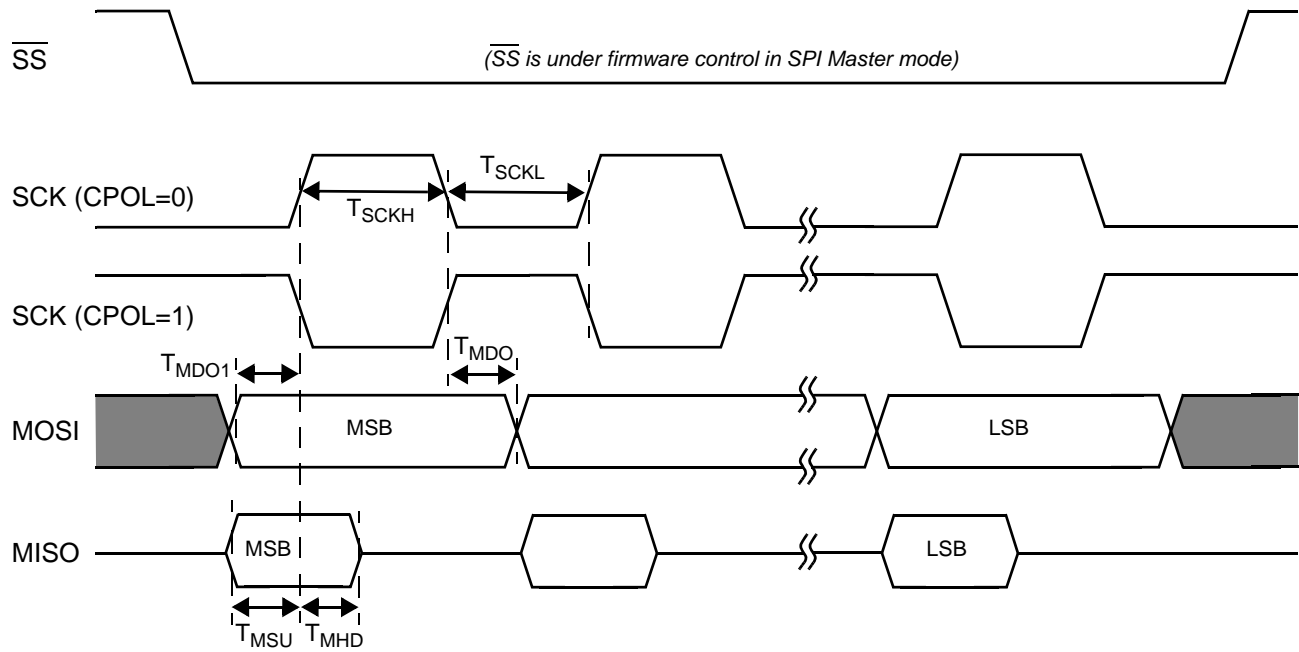 SS
(SS is under firmware control in SPI Master mode)
SCK (CPOL=0)
TSCKH
TSCKL
SCK (CPOL=1)
TMDO1
TMDO
MOSI
MSB
LSB
MISO
MSB
LSB
TMSU
TMHD